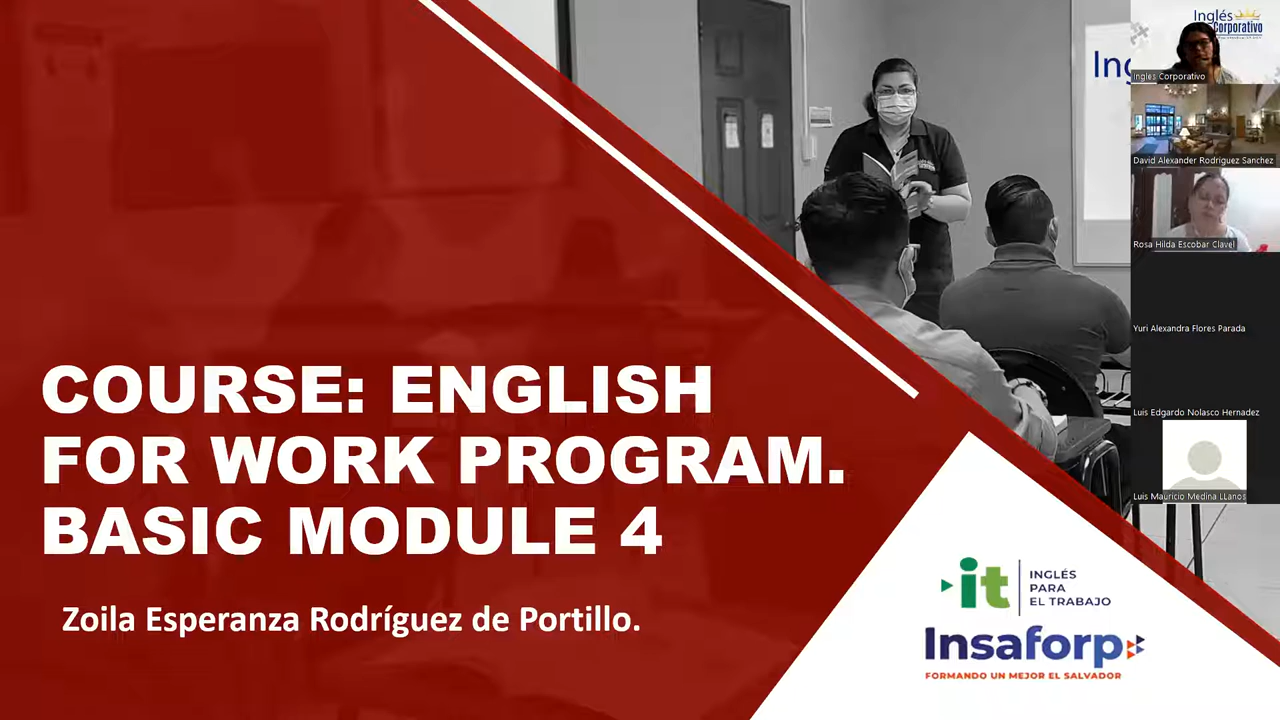 COURSE: ENGLISH
FOR WORK PROGRAM.
BASIC MODULE 4
Zoila Esperanza Rodríguez de Portillo.
it
INGLÉS
PARA
EL TRABAJO
Insaforp
FORMANDO UN MEJOR EL SALVADOR
Ing
Inglés
Corporativo
Ingles Corporativo
David Alexander Rodriguez Sanchez
Rosa Hilda Escobar Clavel
Yuri Alexandra Flores Parada
Luis Edgardo Nolasco Hernadez
Luis Mauricio Medina LLanos